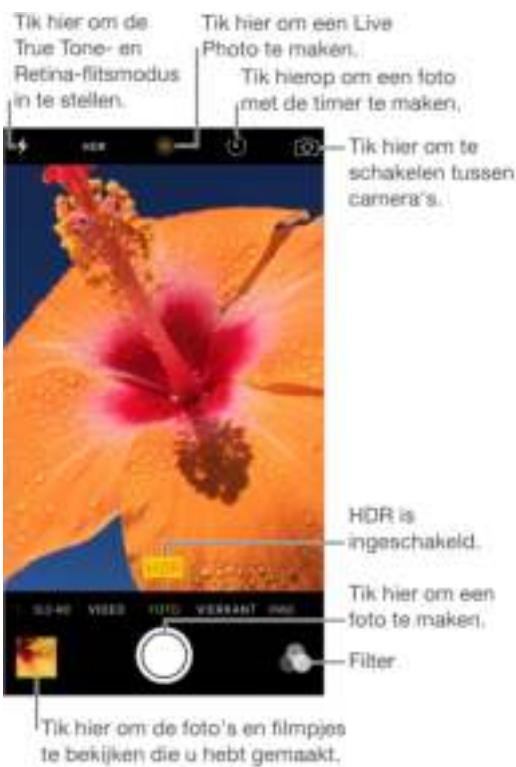 Tik hier om de
True Tone- en
Retina-flitsmodus
in te stellen.
Tik hier om een Live
Photo te maken.
Tik hierop om een foto
met de timer te maken.
HDR
Tik hier om te
schakelen tussen
camera's.
HDR
HDR is
ingeschakeld.
SLO-MO VIDEO FOTO VIERKANT PANO
Tik hier om een
foto te maken.
Filter
Tik hier om de foto's en filmpjes
te bekijken die u hebt gemaakt.